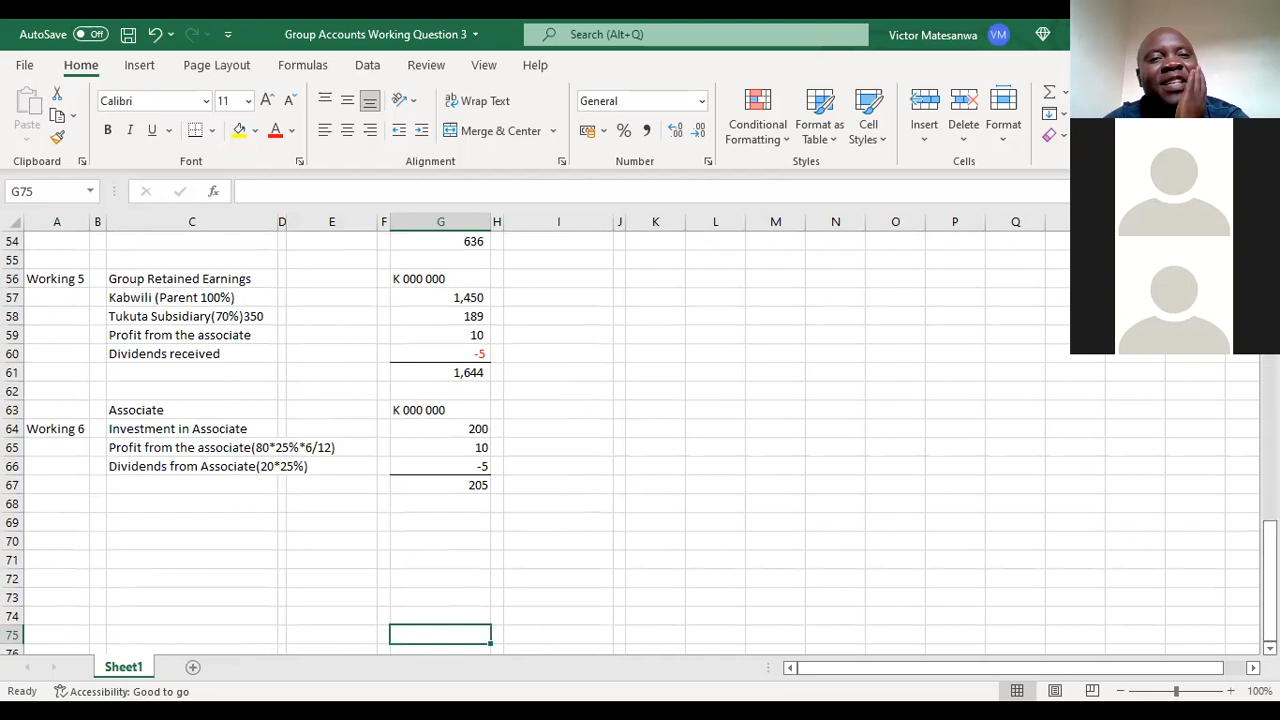 AutoSave Off Group Accounts Working Question 3 Search (Alt+Q) Victor Matesanwa VM
File Home Insert Page Layout Formulas Data Review View Help
Paste Calibri 11 A A Wrap Text General Conditional Formatting Format as Table Cell Styles Insert Delete Format
B I U A Merge & Center % 9
Clipboard Font Alignment Number Styles Cells
G75 fx
A B C D E F G H I J K L M N O P Q
54 636
55
56 Working 5 Group Retained Earnings K 000 000
57 Kabwili (Parent 100%) 1,450
58 Tukuta Subsidiary(70%)350 189
59 Profit from the associate 10
60 Dividends received -5
61 1,644
62
63 Associate K 000 000
64 Working 6 Investment in Associate 200
65 Profit from the associate(80*25%*6/12) 10
66 Dividends from Associate(20*25%) -5
67 205
68
69
70
71
72
73
74
75
76
Sheet1
Ready Accessibility: Good to go 100%